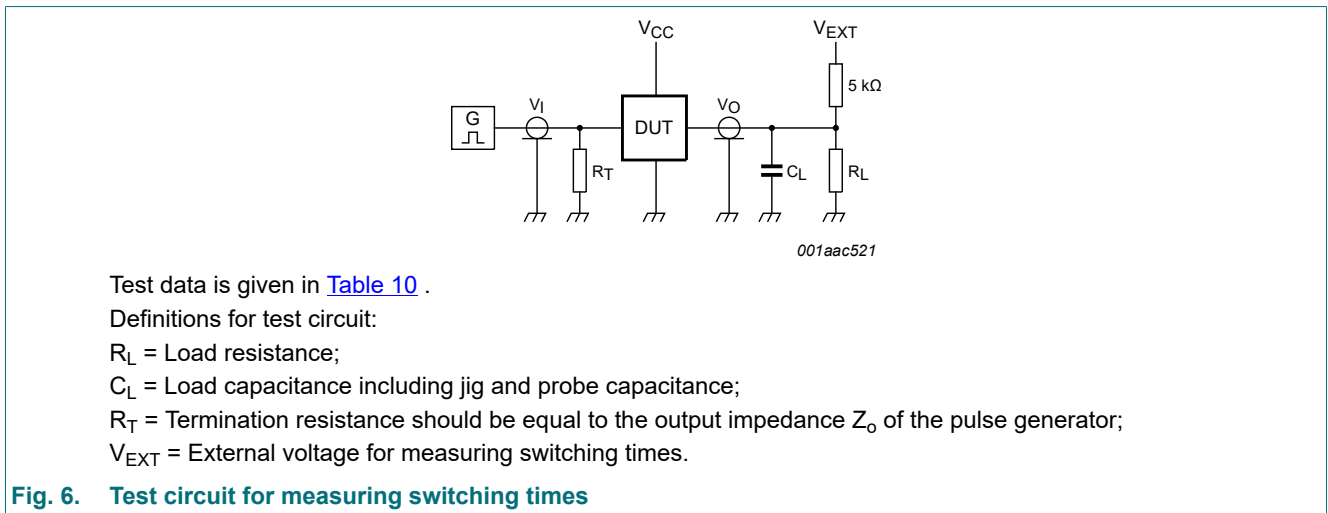 VCC
VEXT
5 kΩ
G
VI
DUT
VO
RT
CL
RL
001aac521
Test data is given in Table 10 .
Definitions for test circuit:
RL = Load resistance;
CL = Load capacitance including jig and probe capacitance;
RT = Termination resistance should be equal to the output impedance Zo of the pulse generator;
VEXT = External voltage for measuring switching times.
Fig. 6. Test circuit for measuring switching times